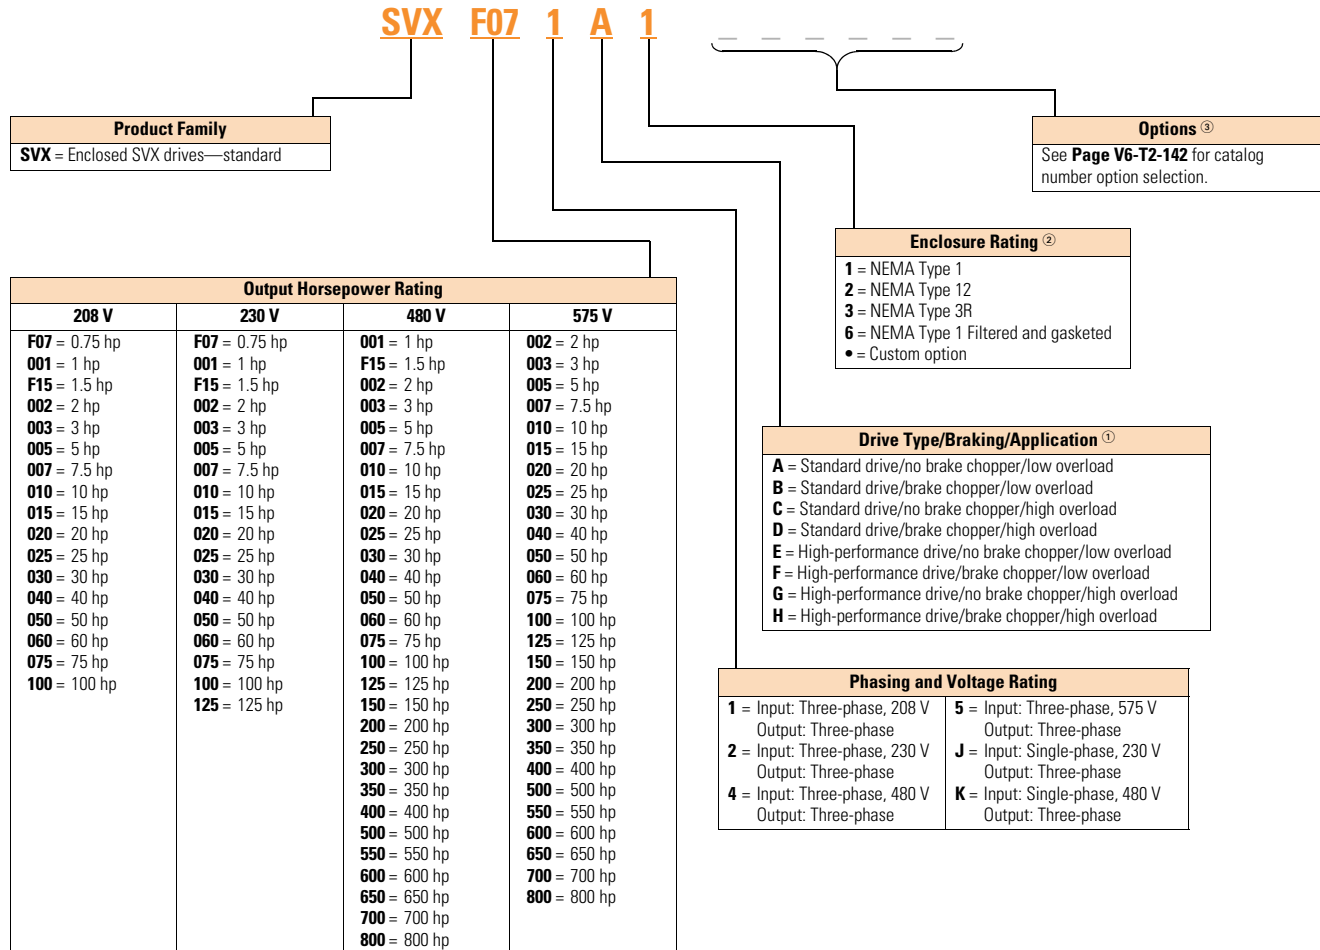 SVX F07 1 A 1 _ _ _ _ _ _
Product Family
SVX = Enclosed SVX drives—standard
Options ③
See Page V6-T2-142 for catalog
number option selection.
Enclosure Rating ②
1 = NEMA Type 1
2 = NEMA Type 12
3 = NEMA Type 3R
6 = NEMA Type 1 Filtered and gasketed
• = Custom option
Output Horsepower Rating
208 V
F07 = 0.75 hp
001 = 1 hp
F15 = 1.5 hp
002 = 2 hp
003 = 3 hp
005 = 5 hp
007 = 7.5 hp
010 = 10 hp
015 = 15 hp
020 = 20 hp
025 = 25 hp
030 = 30 hp
040 = 40 hp
050 = 50 hp
060 = 60 hp
075 = 75 hp
100 = 100 hp
230 V
F07 = 0.75 hp
001 = 1 hp
F15 = 1.5 hp
002 = 2 hp
003 = 3 hp
005 = 5 hp
007 = 7.5 hp
010 = 10 hp
015 = 15 hp
020 = 20 hp
025 = 25 hp
030 = 30 hp
040 = 40 hp
050 = 50 hp
060 = 60 hp
075 = 75 hp
100 = 100 hp
125 = 125 hp
480 V
001 = 1 hp
F15 = 1.5 hp
002 = 2 hp
003 = 3 hp
005 = 5 hp
007 = 7.5 hp
010 = 10 hp
015 = 15 hp
020 = 20 hp
025 = 25 hp
030 = 30 hp
040 = 40 hp
050 = 50 hp
060 = 60 hp
075 = 75 hp
100 = 100 hp
125 = 125 hp
150 = 150 hp
200 = 200 hp
250 = 250 hp
300 = 300 hp
350 = 350 hp
400 = 400 hp
500 = 500 hp
550 = 550 hp
600 = 600 hp
650 = 650 hp
700 = 700 hp
800 = 800 hp
575 V
002 = 2 hp
003 = 3 hp
005 = 5 hp
007 = 7.5 hp
010 = 10 hp
015 = 15 hp
020 = 20 hp
025 = 25 hp
030 = 30 hp
040 = 40 hp
050 = 50 hp
060 = 60 hp
075 = 75 hp
100 = 100 hp
125 = 125 hp
150 = 150 hp
200 = 200 hp
250 = 250 hp
300 = 300 hp
350 = 350 hp
400 = 400 hp
500 = 500 hp
550 = 550 hp
600 = 600 hp
650 = 650 hp
700 = 700 hp
800 = 800 hp
Drive Type/Braking/Application ①
A = Standard drive/no brake chopper/low overload
B = Standard drive/brake chopper/low overload
C = Standard drive/no brake chopper/high overload
D = Standard drive/brake chopper/high overload
E = High-performance drive/no brake chopper/low overload
F = High-performance drive/brake chopper/low overload
G = High-performance drive/no brake chopper/high overload
H = High-performance drive/brake chopper/high overload
Phasing and Voltage Rating
1 = Input: Three-phase, 208 V
Output: Three-phase
2 = Input: Three-phase, 230 V
Output: Three-phase
4 = Input: Three-phase, 480 V
Output: Three-phase
5 = Input: Three-phase, 575 V
Output: Three-phase
J = Input: Single-phase, 230 V
Output: Three-phase
K = Input: Single-phase, 480 V
Output: Three-phase